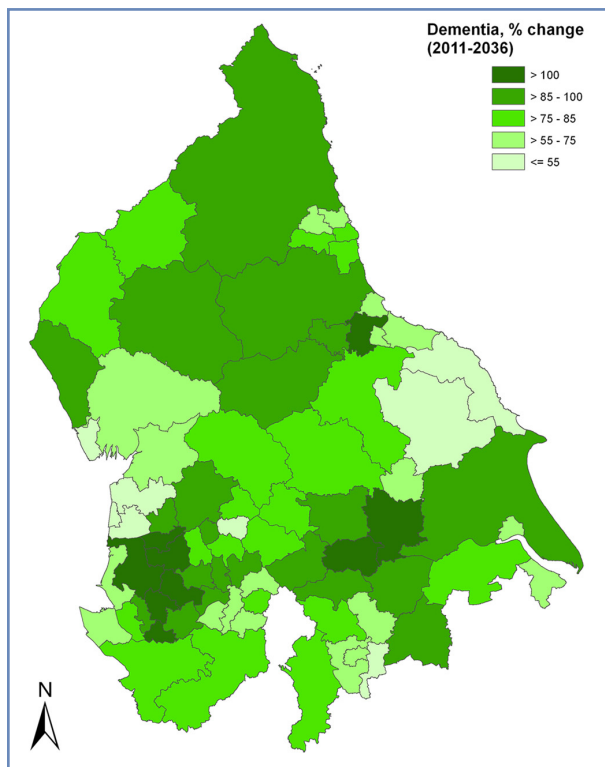 Dementia, % change
(2011-2036)
> 100
> 85 - 100
> 75 - 85
> 55 - 75
<= 55
N